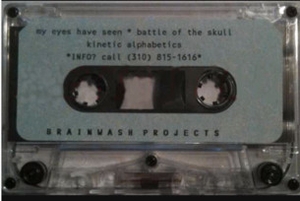 my eyes have seen * battle of the skull
kinetic alphabetics
*INFO? call (310) 815-1616*
BRAINWASH PROJECTS